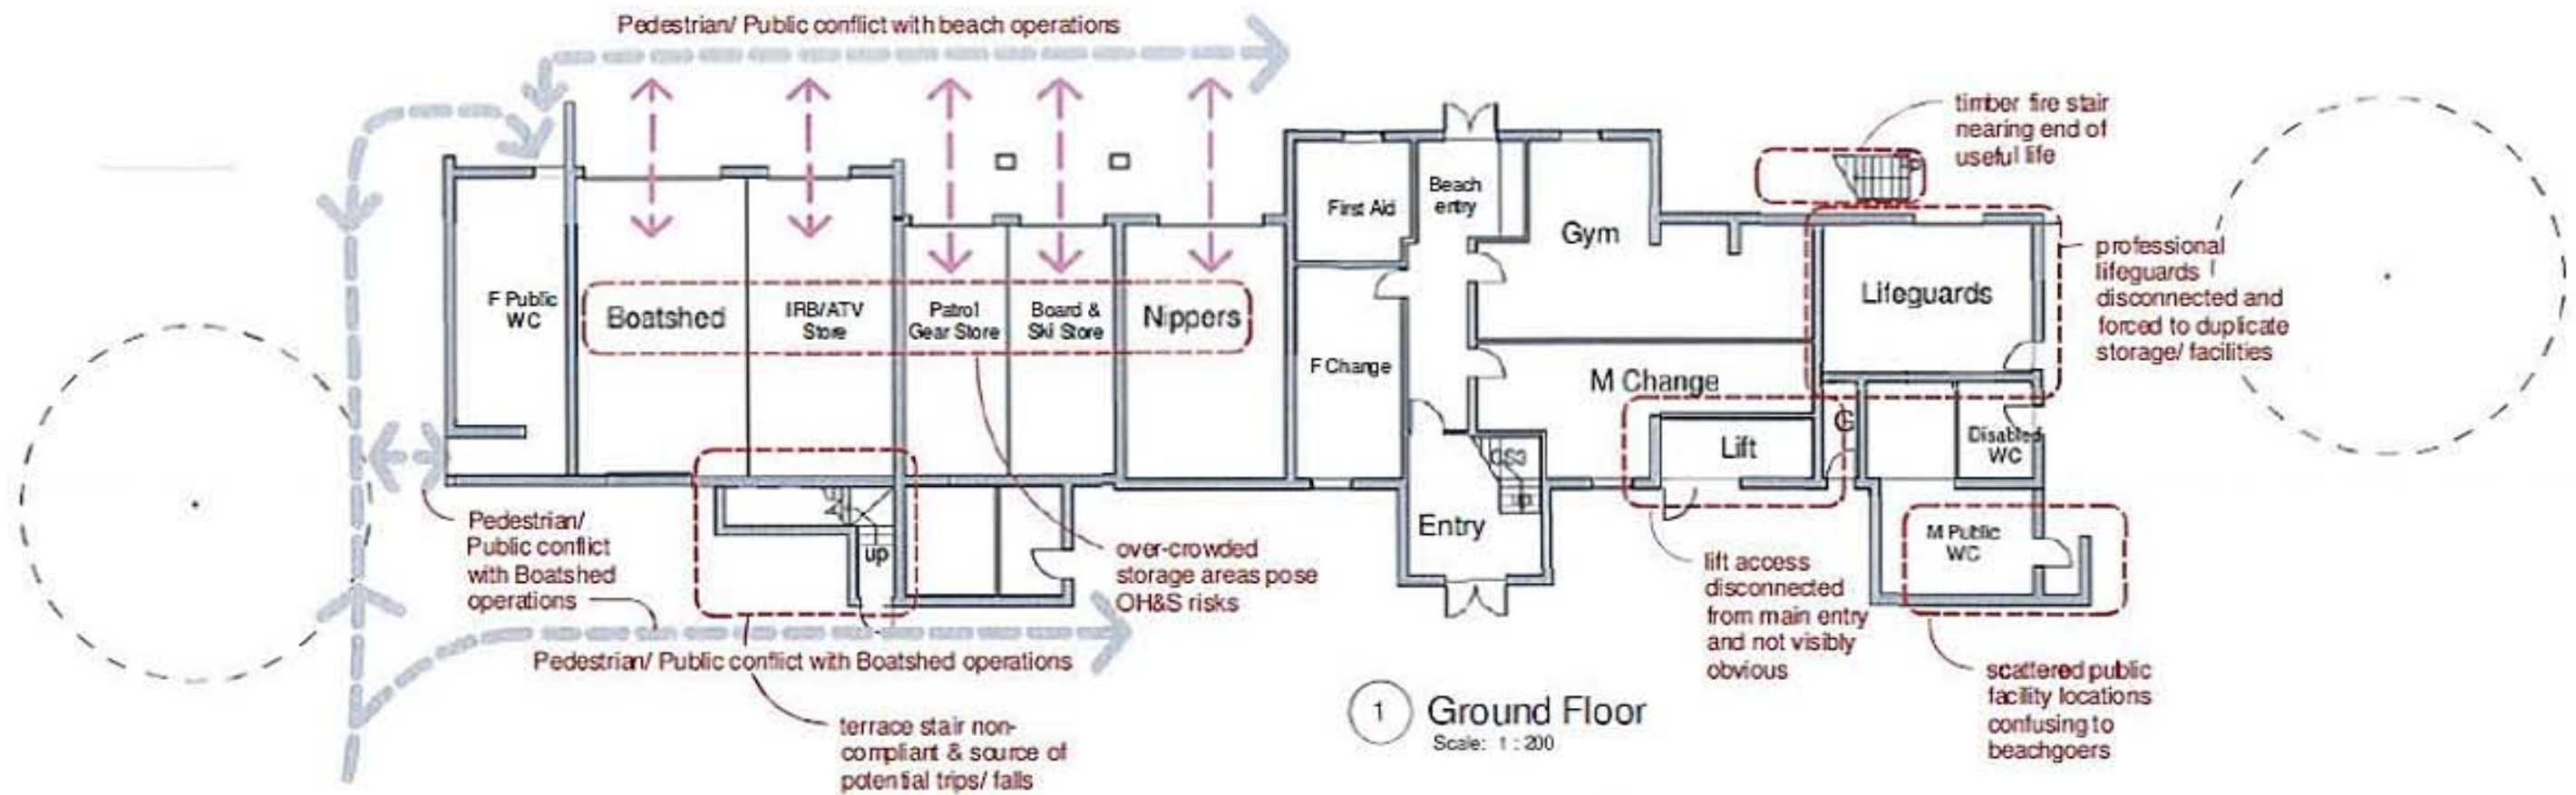 Pedestrian/ Public conflict with beach operations
timber fire stair
nearing end of
useful life
First Aid
Beach
entry
Gym
professional
lifeguards
disconnected and
forced to duplicate
storage/ facilities
F Public
WC
Boatshed
IRB/ATV
Store
Patrol
Gear Store
Board &
Ski Store
Nippers
Lifeguards
F Change
M Change
Lift
G
Disabled
WC
Entry
up
up
Pedestrian/
Public conflict
with Boatshed
operations
over-crowded
storage areas pose
OH&S risks
M Public
WC
lift access
disconnected
from main entry
and not visibly
obvious
Pedestrian/ Public conflict with Boatshed operations
scattered public
facility locations
confusing to
beachgoers
terrace stair non-
compliant & source of
potential trips/ falls
1
Ground Floor
Scale: 1 : 200